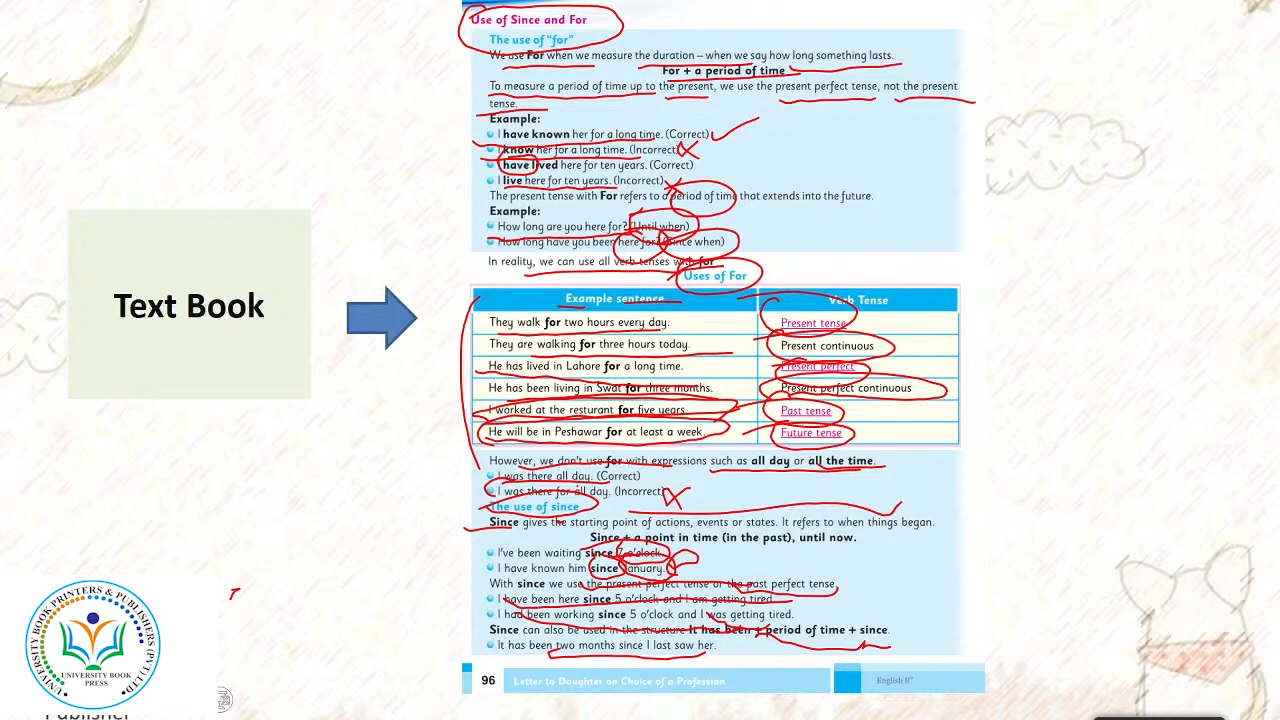 Use of Since and For
The use of "for"
We use For when we measure the duration – when we say how long something lasts.
For + a period of time
To measure a period of time up to the present, we use the present perfect tense, not the present
tense.
Example:
I have known her for a long time. (Correct)
I know her for a long time. (Incorrect)
I have lived here for ten years. (Correct)
I live here for ten years. (Incorrect)
The present tense with For refers to a period of time that extends into the future.
Example:
How long are you here for? (Until when)
How long have you been here for? (Since when)
In reality, we can use all verb tenses with for
Uses of For
Example sentence Verb Tense
They walk for two hours every day. Present tense
They are walking for three hours today. Present continuous
He has lived in Lahore for a long time. Present perfect
He has been living in Swat for three months. Present perfect continuous
I worked at the resturant for five years. Past tense
He will be in Peshawar for at least a week. Future tense
However, we don't use for with expressions such as all day or all the time.
I was there all day. (Correct)
I was there for all day. (Incorrect)
The use of since
Since gives the starting point of actions, events or states. It refers to when things began.
Since + a point in time (in the past), until now.
I've been waiting since 7 o'clock.
I have known him since January.
With since we use the present perfect tense or the past perfect tense.
I have been here since 5 o'clock and I am getting tired.
I had been working since 5 o'clock and I was getting tired.
Since can also be used in the structure It has been + period of time + since.
It has been two months since I last saw her.
96 Letter to Daughter on Choice of a Profession English 8
Text Book
UNIVERSITY BOOK PRINTERS & PUBLISHERS (PVT) LTD
UNIVERSITY BOOK
PRESS
Publisher